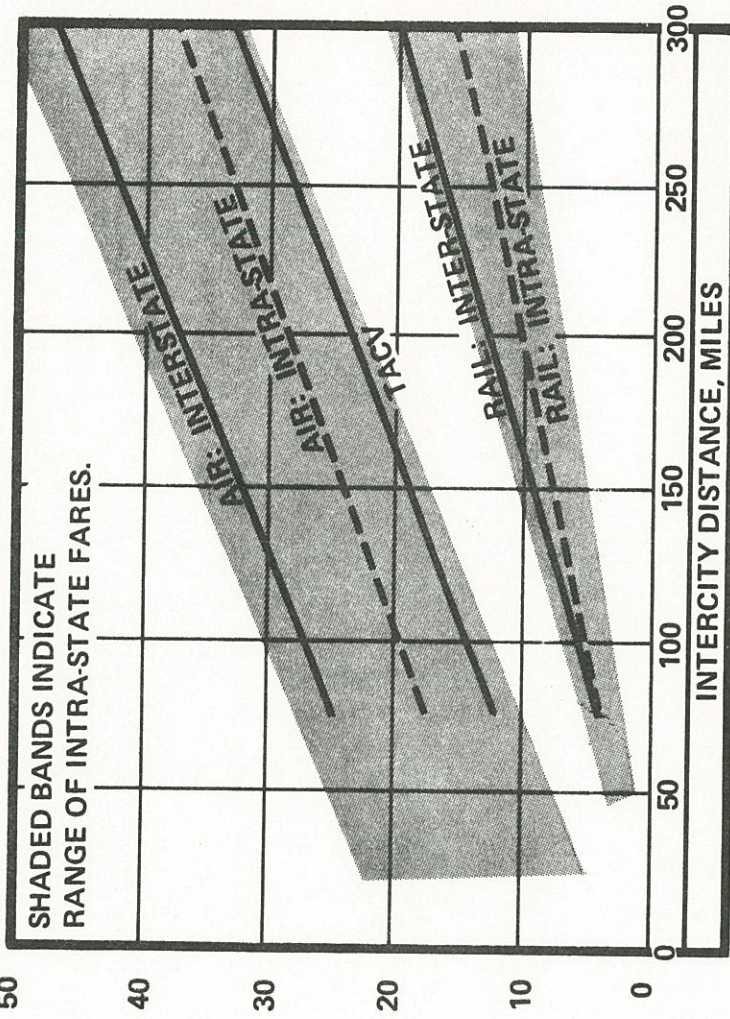 SHADED BANDS INDICATE
RANGE OF INTRA-STATE FARES.
50
40
30
20
10
0
AIR: INTERSTATE
AIR: INTRA-STATE
TACV
RAIL: INTER-STATE
RAIL: INTRA-STATE
0
50
100
150
200
250
300
INTERCITY DISTANCE, MILES